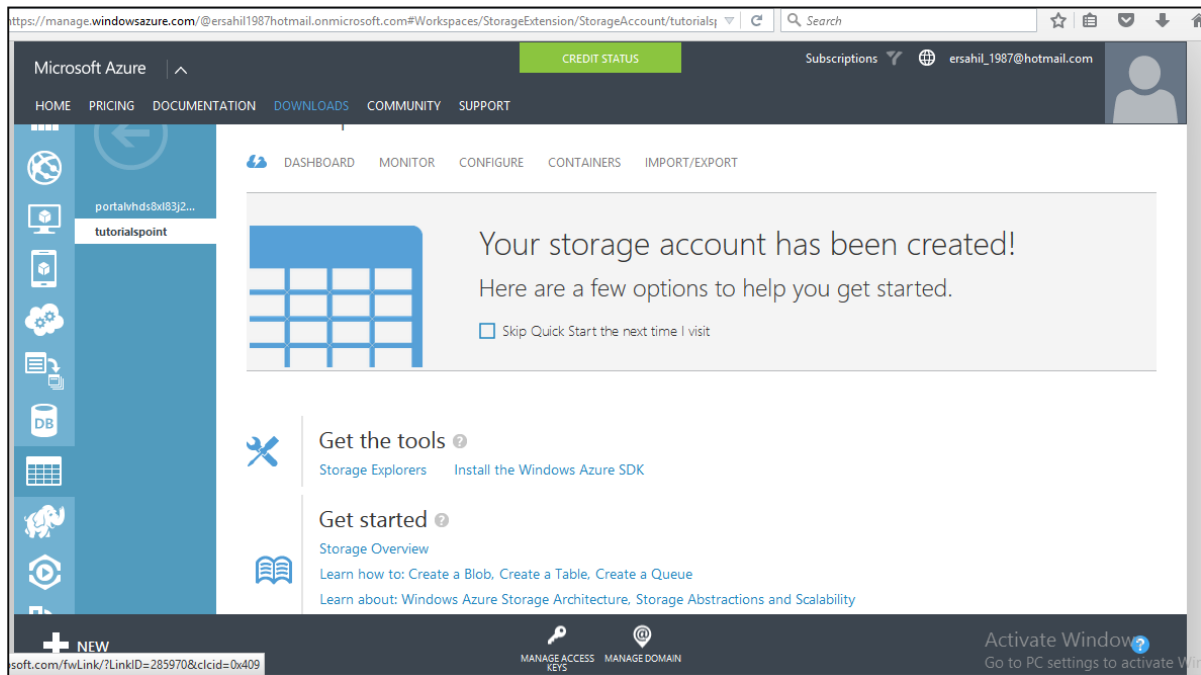 https://manage.windowsazure.com/@ersahil1987hotmail.onmicrosoft.com#Workspaces/StorageExtension/StorageAccount/tutorialsp
Search
Microsoft Azure
CREDIT STATUS
Subscriptions
ersahil_1987@hotmail.com
HOME PRICING DOCUMENTATION DOWNLOADS COMMUNITY SUPPORT
DASHBOARD MONITOR CONFIGURE CONTAINERS IMPORT/EXPORT
portalvhds8xl83j2...
tutorialspoint
Your storage account has been created!
Here are a few options to help you get started.
Skip Quick Start the next time I visit
DB
Get the tools ?
Storage Explorers Install the Windows Azure SDK
Get started ?
Storage Overview
Learn how to: Create a Blob, Create a Table, Create a Queue
Learn about: Windows Azure Storage Architecture, Storage Abstractions and Scalability
NEW
MANAGE ACCESS KEYS
MANAGE DOMAIN
Activate Windows
Go to PC settings to activate Win
osoft.com/fwLink/?LinkID=285970&clcid=0x409